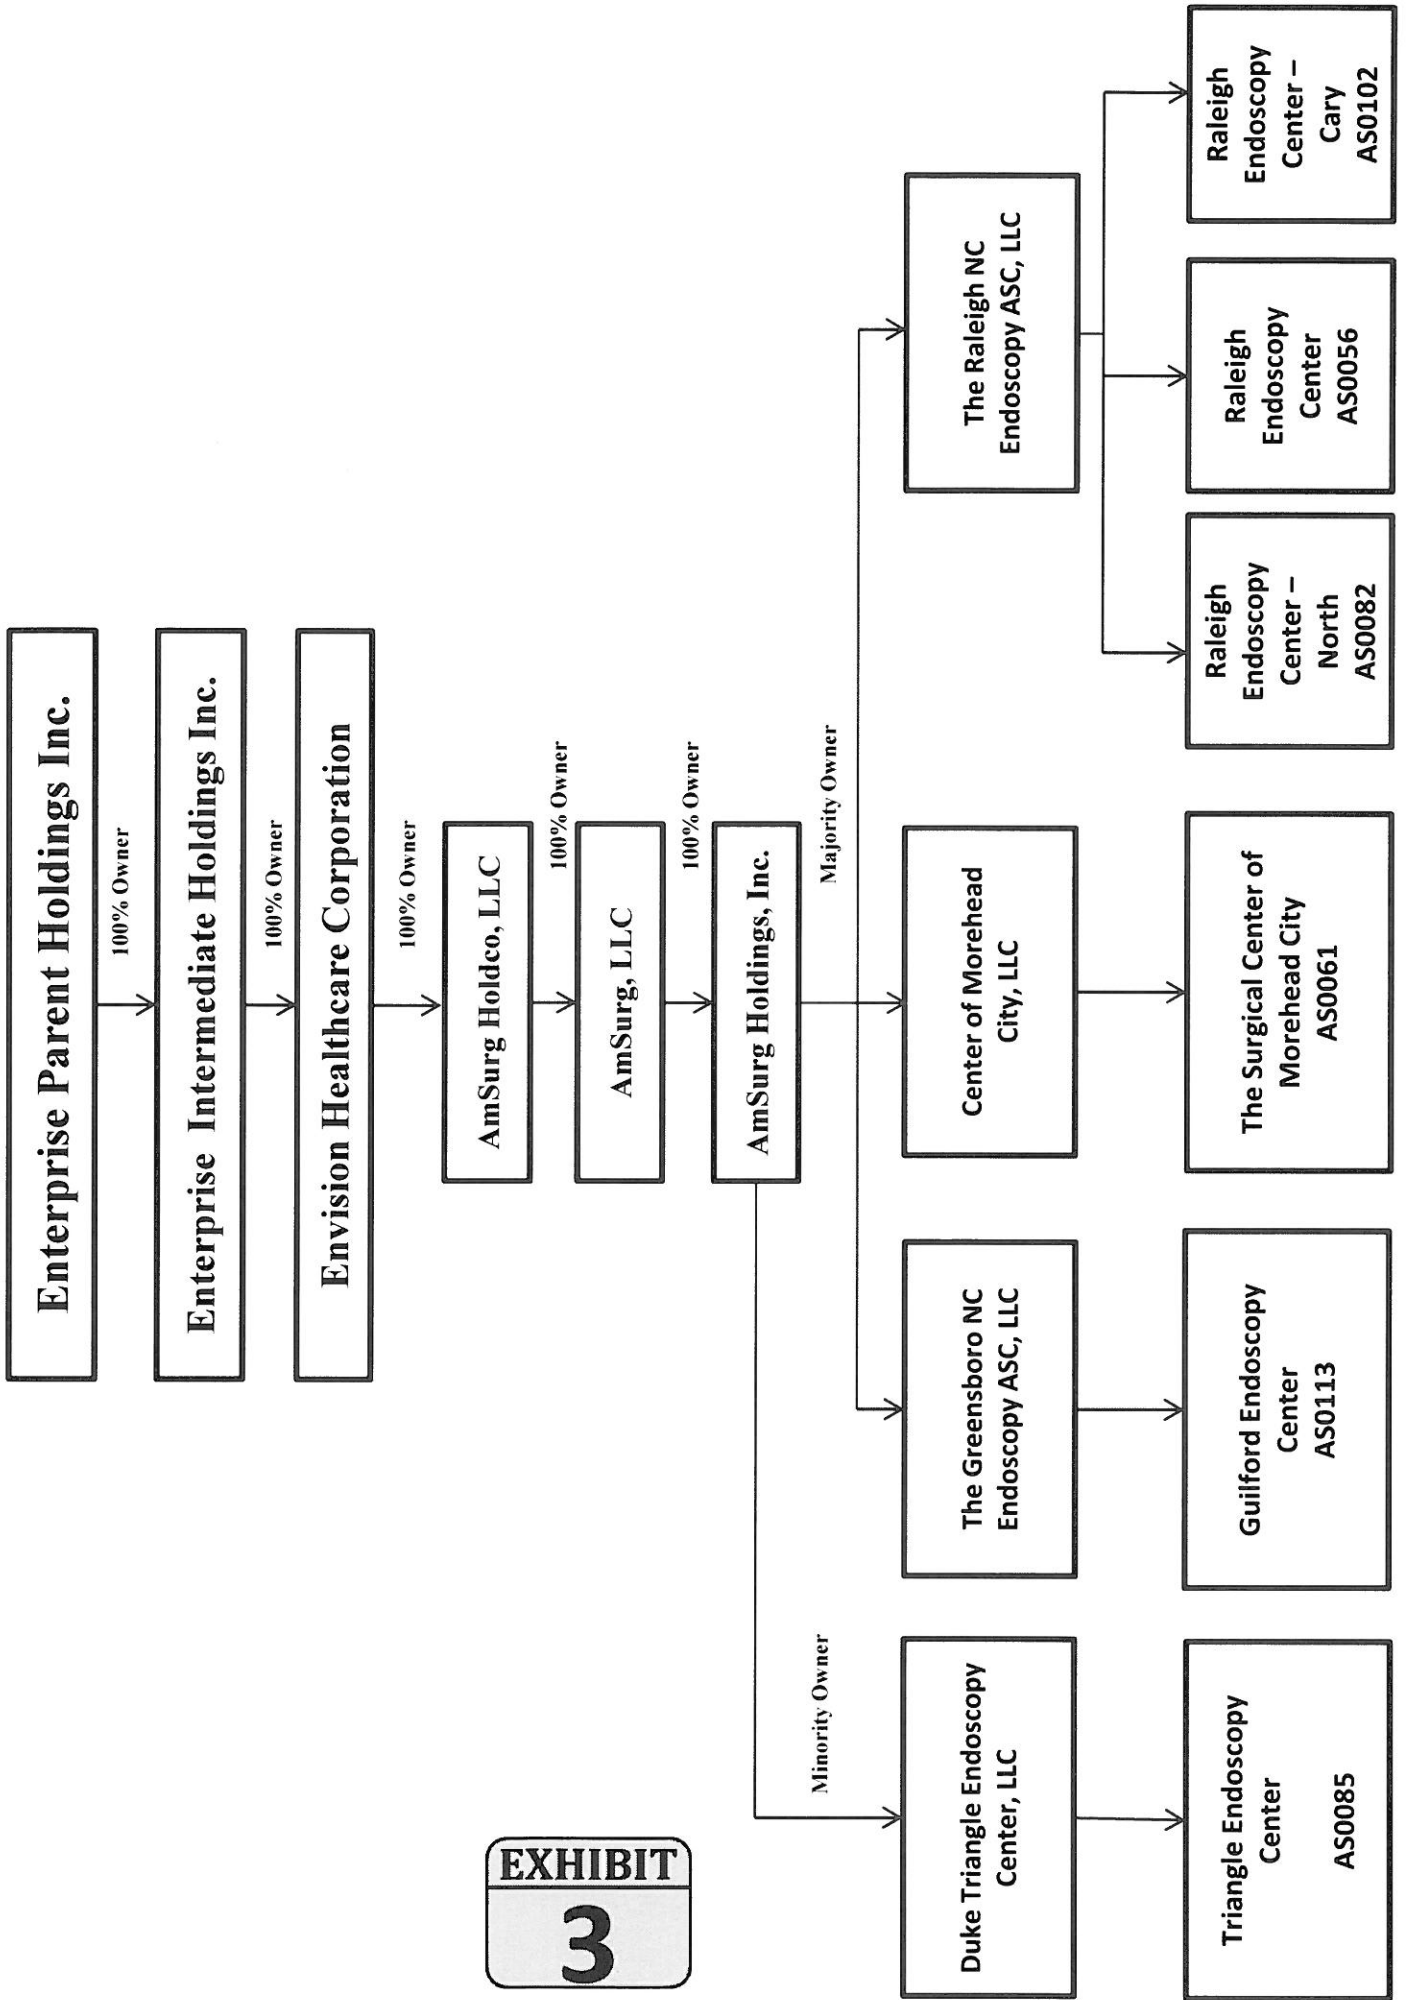 Enterprise Parent Holdings Inc.
100% Owner
Enterprise Intermediate Holdings Inc.
100% Owner
Envision Healthcare Corporation
100% Owner
AmSurg Holdco, LLC
100% Owner
AmSurg, LLC
100% Owner
AmSurg Holdings, Inc.
Minority Owner
Majority Owner
Duke Triangle Endoscopy
Center, LLC
The Greensboro NC
Endoscopy ASC, LLC
Center of Morehead
City, LLC
The Raleigh NC
Endoscopy ASC, LLC
Triangle Endoscopy
Center
AS0085
Guilford Endoscopy
Center
AS0113
The Surgical Center of
Morehead City
AS0061
Raleigh
Endoscopy
Center –
North
AS0082
Raleigh
Endoscopy
Center
AS0056
Raleigh
Endoscopy
Center –
Cary
AS0102
EXHIBIT
3